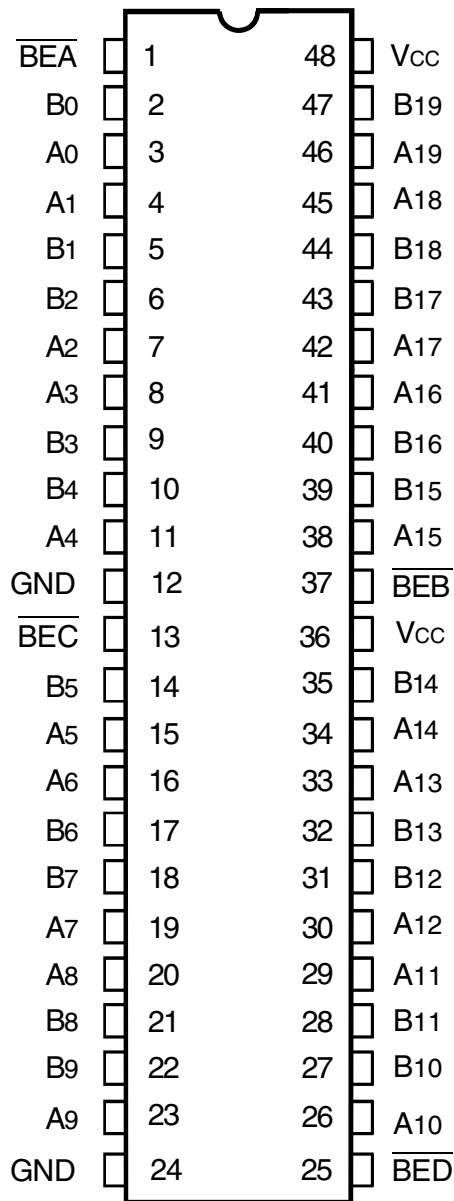 BEA 1 48 VCC
B0 2 47 B19
A0 3 46 A19
A1 4 45 A18
B1 5 44 B18
B2 6 43 B17
A2 7 42 A17
A3 8 41 A16
B3 9 40 B16
B4 10 39 B15
A4 11 38 A15
GND 12 37 BEB
BEC 13 36 VCC
B5 14 35 B14
A5 15 34 A14
A6 16 33 A13
B6 17 32 B13
B7 18 31 B12
A7 19 30 A12
A8 20 29 A11
B8 21 28 B11
B9 22 27 B10
A9 23 26 A10
GND 24 25 BED